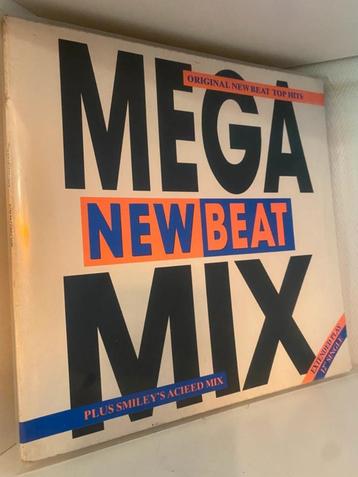 MEGA
ORIGINAL NEW BEAT TOP HITS
NEW BEAT
MIX
EXTENDED PLAY
12" SINGLE
PLUS SMILEY'S ACIEED MIX